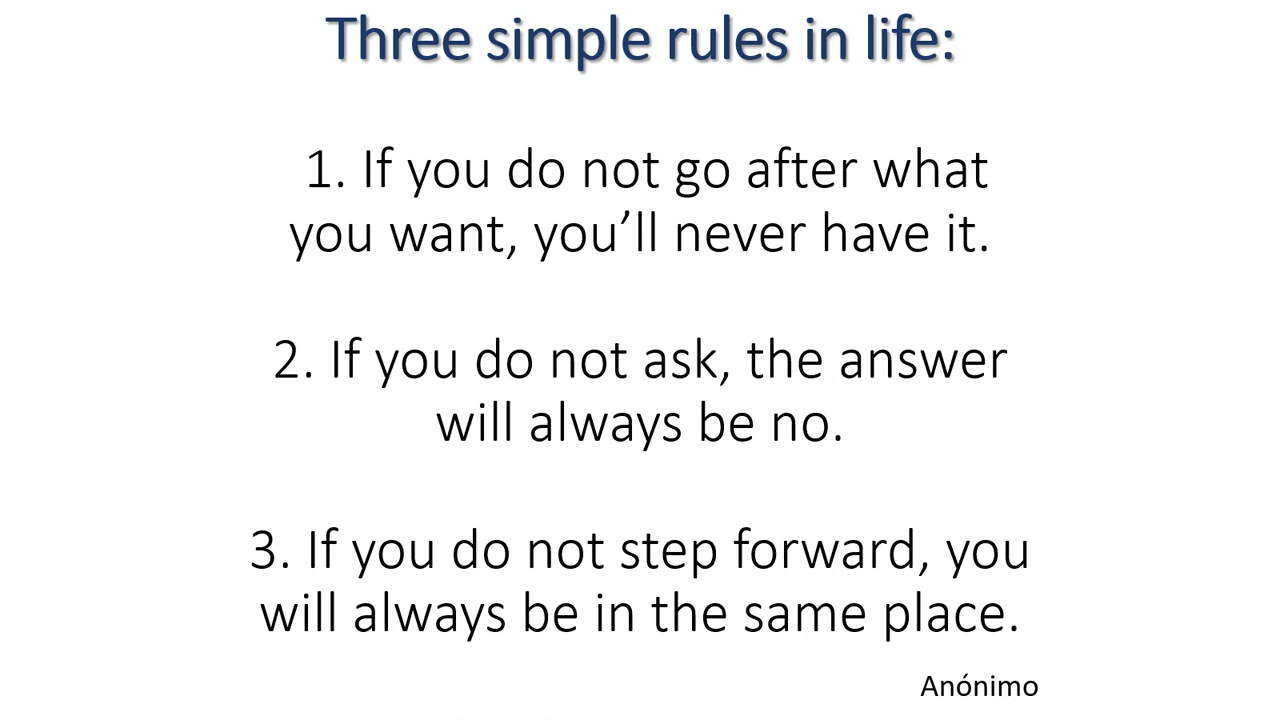 Three simple rules in life:
1. If you do not go after what
you want, you’ll never have it.
2. If you do not ask, the answer
will always be no.
3. If you do not step forward, you
will always be in the same place.
Anónimo